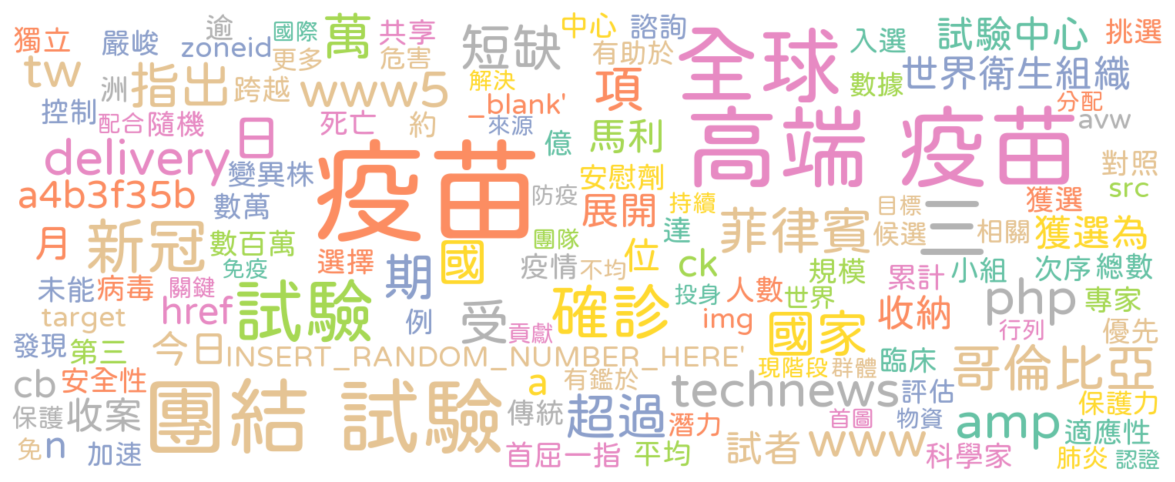 獨立
嚴峻
逾
國際
萬
共享
短缺
中心
諮詢
全球
入選
試驗中心
挑選
zoneid
更多
危害
有助於
tw
洲
指出
跨越
www5
解決
_blank'
項
數據
世界衛生組織
分配
控制
配合
隨機
日
死亡
約
來源
億
馬利
高端 疫苗
avw
delivery
變異株
疫苗
安慰劑
對照
a4b3f35b
數萬
防疫
展開
持續
三
目標
獲選
src
月
新冠
數百萬
選擇
期
國
團隊
位
達
菲律賓
候選
相關
獲選為
免疫
疫情
不均
ck
規模
累計
小組
次序
總數
未能
病毒
關鍵
href
試驗
例
受
貢獻
確診
投身
人數
世界
收納
php
專家
target
img
國家
行列
優先
發現
第三
今日
INSERT_RANDOM_NUMBER_HERE'
現階段
群體
臨床
哥倫比亞
cb
安全性
團結 試驗
a
有鑑於
technews
評估
保護力
保護
收案
傳統
超過
潛力
首圖
物資
amp
適應性
免
n
加速
首屈一指
平均
試者
www
科學家
肺炎
認證